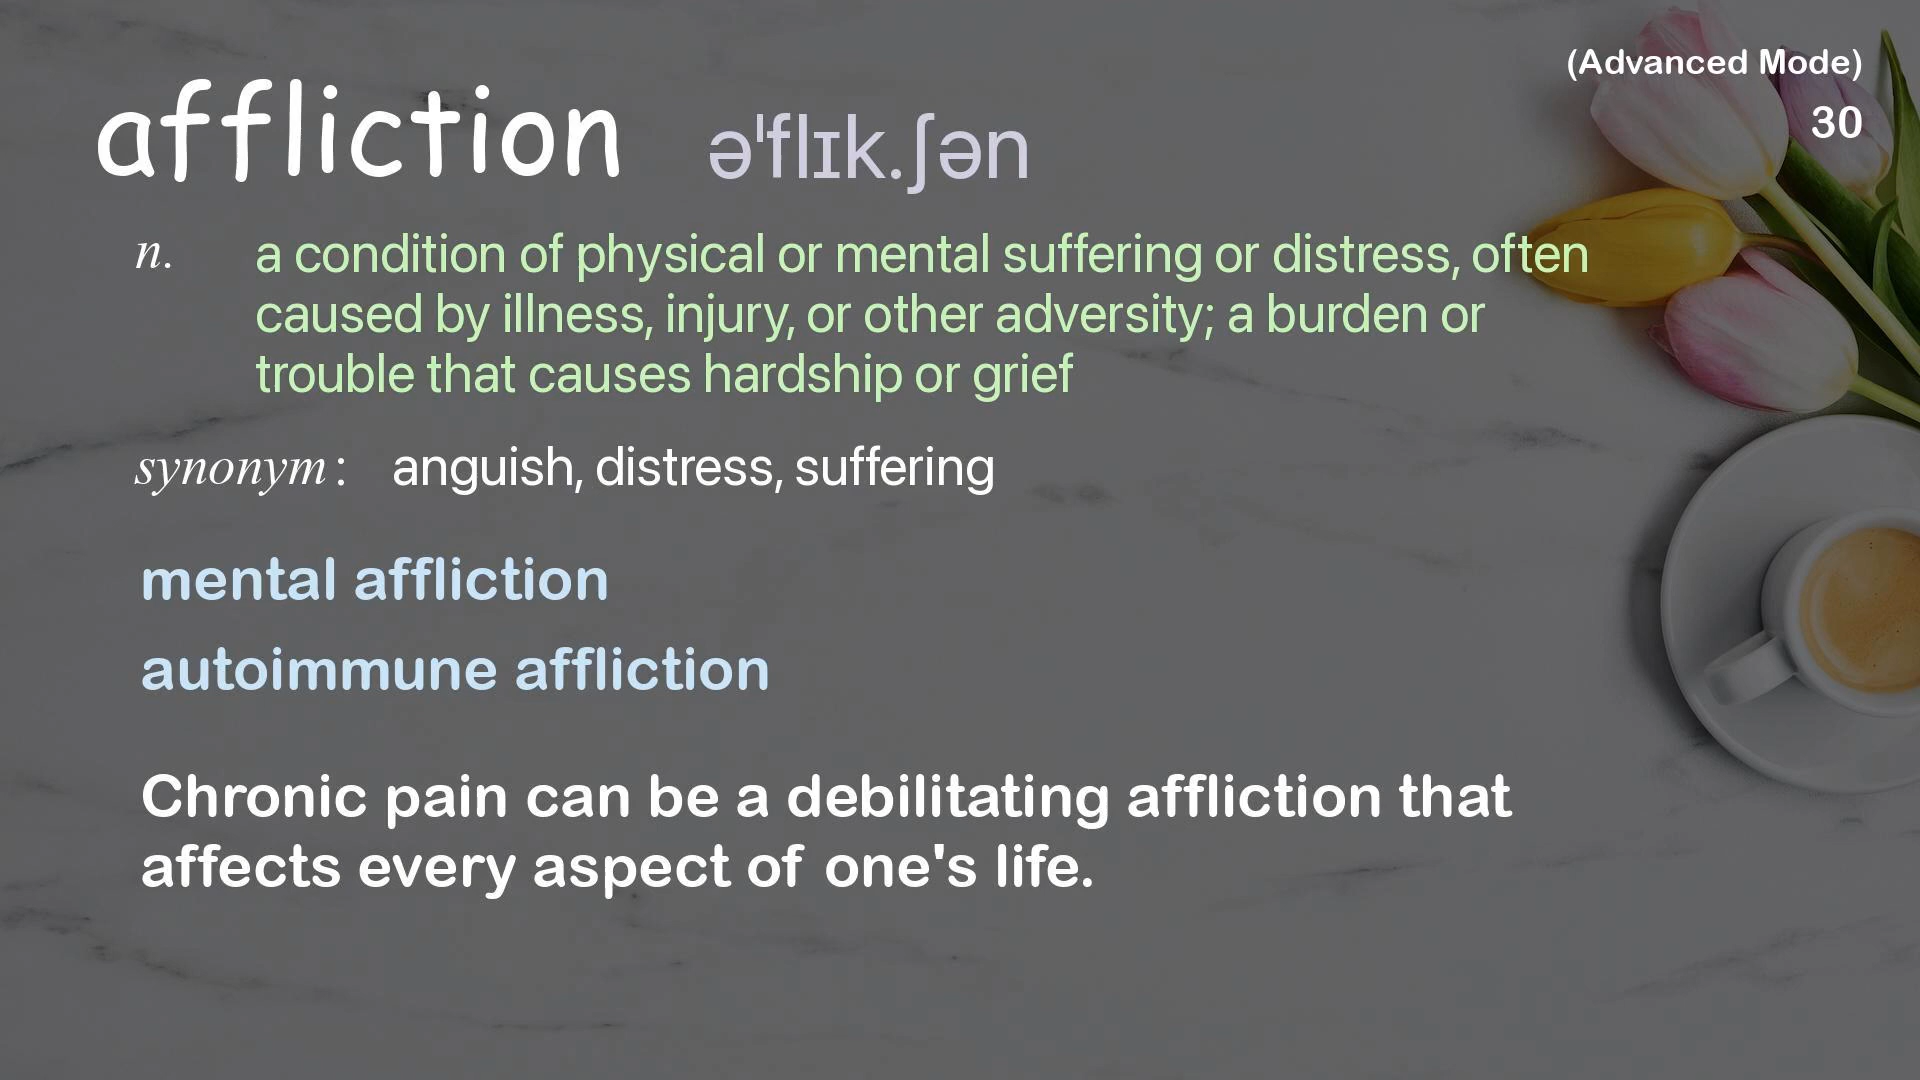 (Advanced Mode)
30
affliction əˈflɪk.ʃən
n. a condition of physical or mental suffering or distress, often
caused by illness, injury, or other adversity; a burden or
trouble that causes hardship or grief
synonym: anguish, distress, suffering
mental affliction
autoimmune affliction
Chronic pain can be a debilitating affliction that
affects every aspect of one's life.